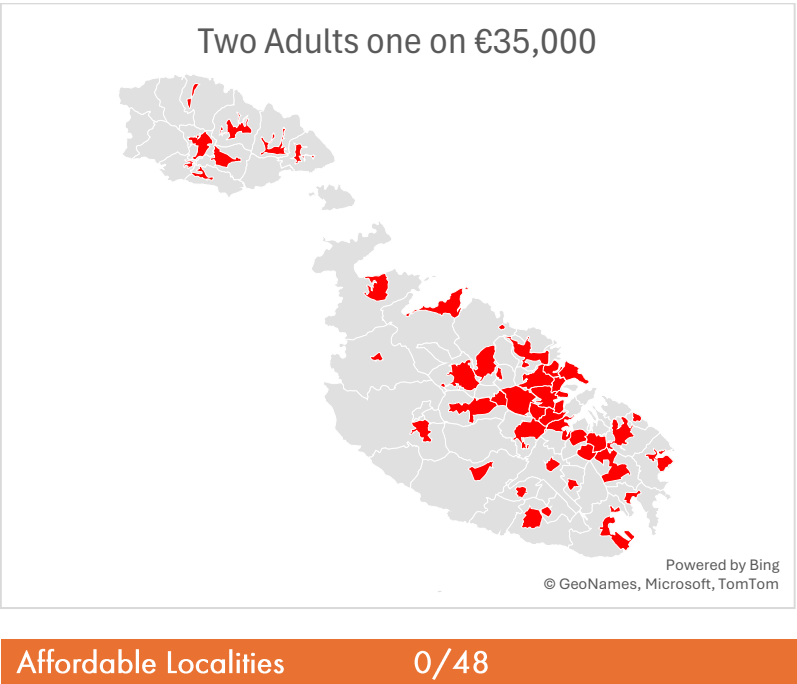 Two Adults one on €35,000
Powered by Bing
© GeoNames, Microsoft, TomTom
Affordable Localities 0/48